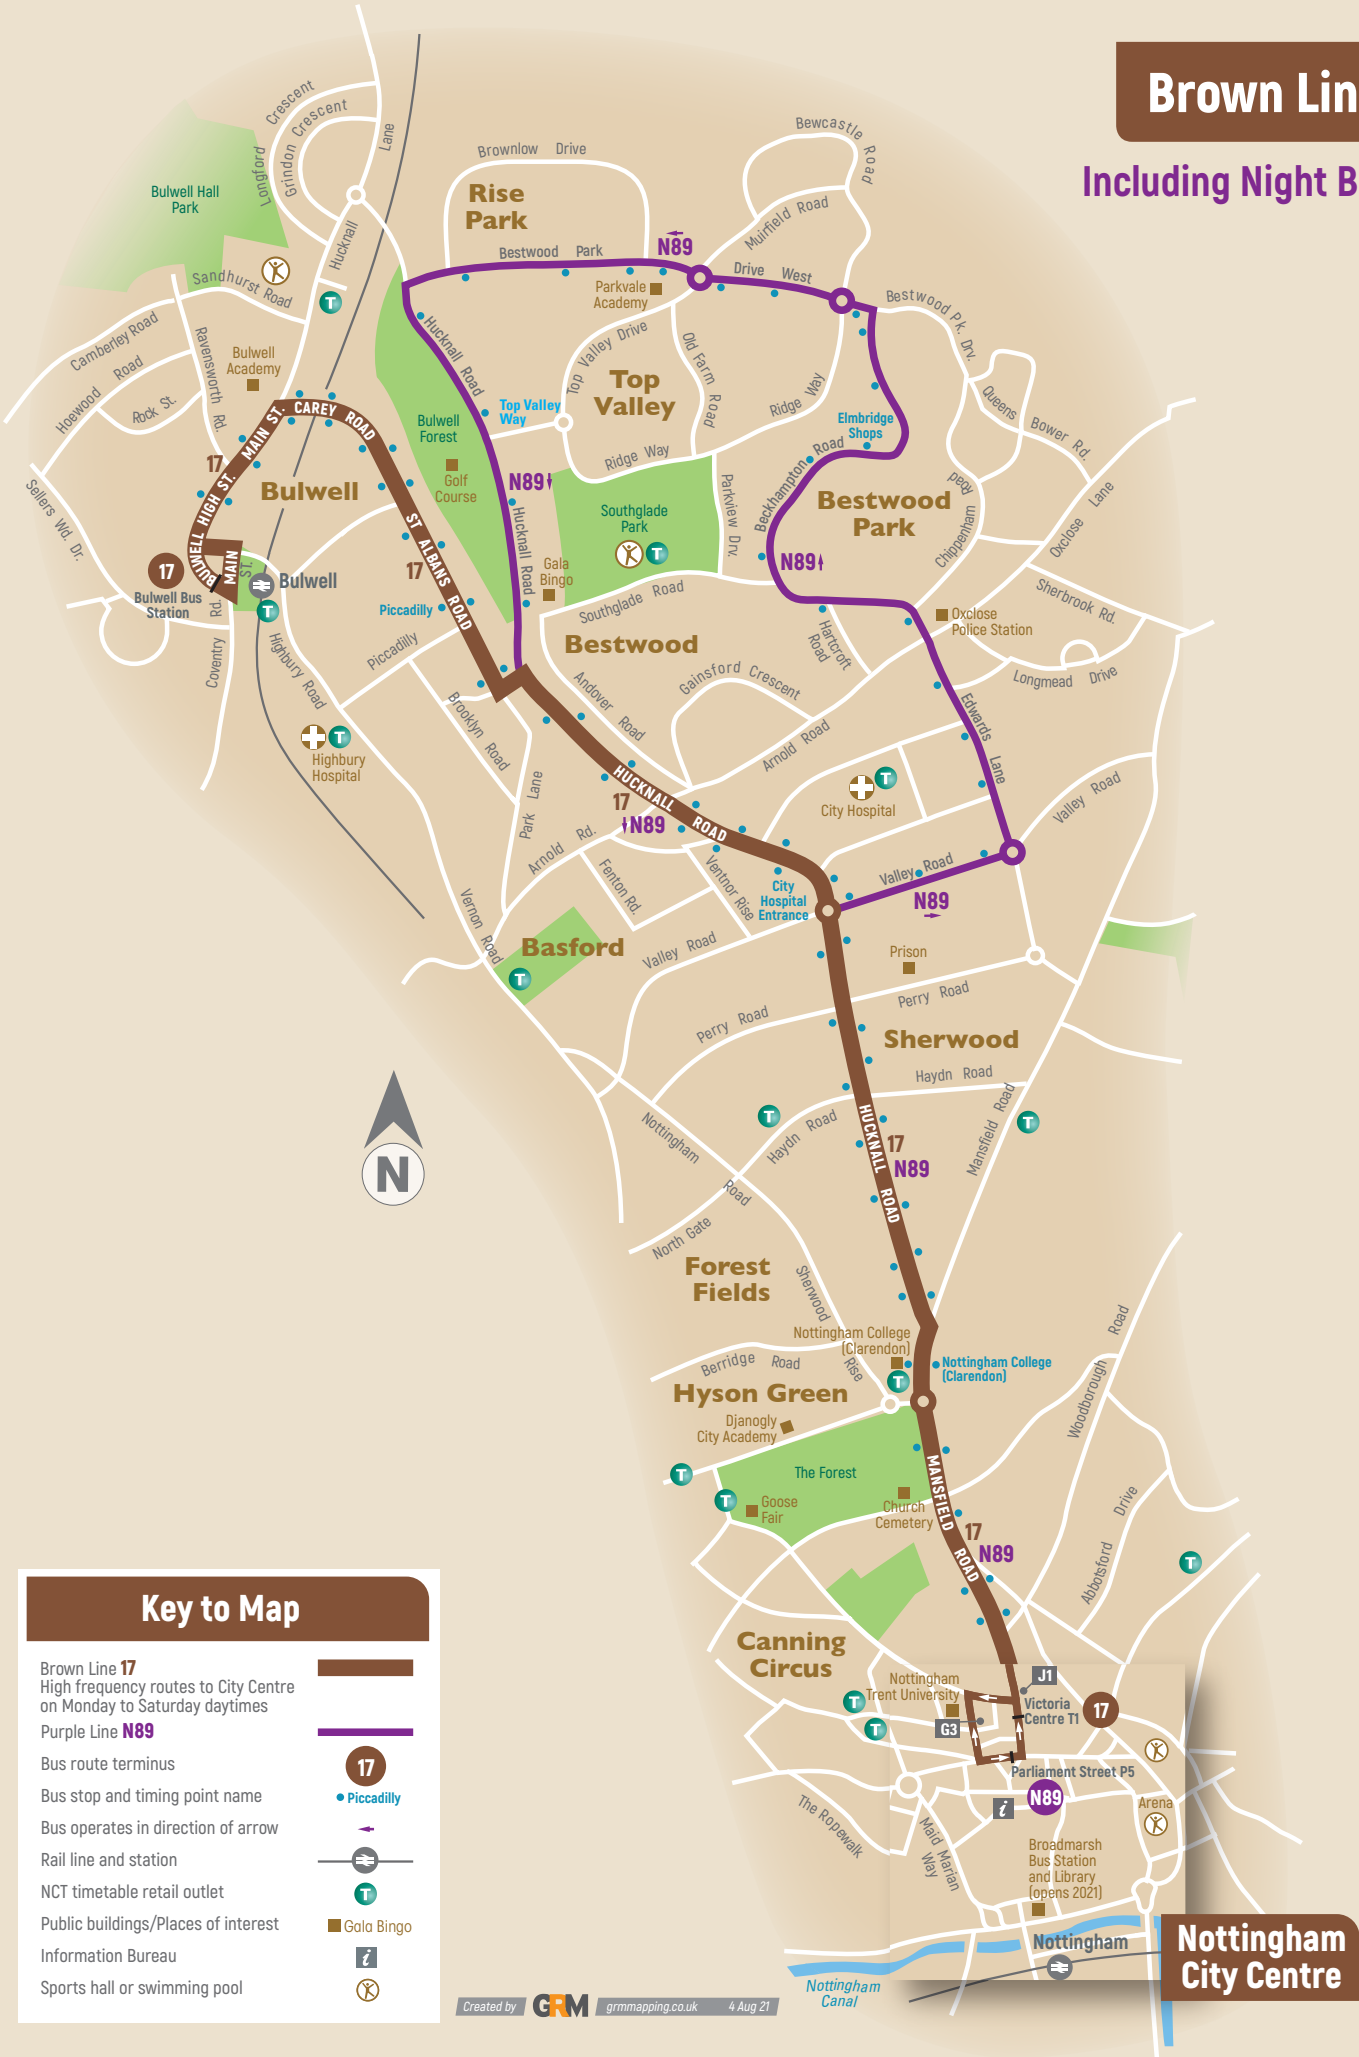 Brown Lin
Including Night B
Crescent
Grindon Crescent
Longford
Lane
Bulwell Hall
Park
Hucknall
Sandhurst Road
Brownlow Drive
Rise
Park
Bestwood Park
N89
Drive West
Parkvale
Academy
Bewcastle Road
Muirfield Road
Bestwood Pk. Drv.
Camberley Road
Hoewood Road
Rock St.
Ravensworth Rd.
Bulwell
Academy
Hucknall Road
Top Valley Drive
Old Farm Road
Top
Valley
Top Valley
Way
Ridge Way
Ridge Way
Elmbridge
Shops
Queens Bower Rd.
Bulwell
Forest
Golf
Course
MAIN ST.
CAREY ROAD
17
Bulwell
BULWELL HIGH ST.
MAIN
ST.
Sellers Wd. Dr.
N89
Hucknall Road
Southglade
Park
Parkview Drv.
Beckhampton Road
Bestwood
Park
Chippenham Road
Oxclose Lane
N89
ST ALBANS ROAD
17
17
Bulwell Bus
Station
Bulwell
Gala
Bingo
Southglade Road
Piccadilly
Piccadilly
Bestwood
Hartcroft
Road
Oxclose
Police Station
Sherbrook Rd.
Longmead Drive
Coventry Rd.
Highbury Road
Brooklyn Road
Andover Road
Gainsford Crescent
Arnold Road
Edwards Lane
Highbury
Hospital
City Hospital
Valley Road
Park Lane
HUCKNALL ROAD
17
N89
Arnold Rd.
Fenton Rd.
Ventnor Rise
City
Hospital
Entrance
Valley Road
N89
Vernon Road
Basford
Valley Road
Prison
Perry Road
Perry Road
Sherwood
Haydn Road
Mansfield Road
N
Nottingham Road
Haydn Road
HUCKNALL ROAD
17
N89
North Gate
Forest
Fields
Sherwood Rise
Nottingham College
(Clarendon)
Nottingham College
(Clarendon)
Berridge Road
Hyson Green
Djanogly
City Academy
Woodborough Road
The Forest
Goose
Fair
Church
Cemetery
MANSFIELD ROAD
17
N89
Abbotsford Drive
Canning
Circus
Nottingham
Trent University
J1
Victoria
Centre T1
17
G3
Parliament Street P5
N89
i
Arena
The Ropewalk
Maid Marian
Way
Broadmarsh
Bus Station
and Library
(opens 2021)
Nottingham
Nottingham
City Centre
Nottingham
Canal
Key to Map
Brown Line 17
High frequency routes to City Centre
on Monday to Saturday daytimes
Purple Line N89
Bus route terminus
17
Bus stop and timing point name
Piccadilly
Bus operates in direction of arrow
Rail line and station
NCT timetable retail outlet
T
Public buildings/Places of interest
Gala Bingo
Information Bureau
i
Sports hall or swimming pool
Created by GRM grmmapping.co.uk 4 Aug 21